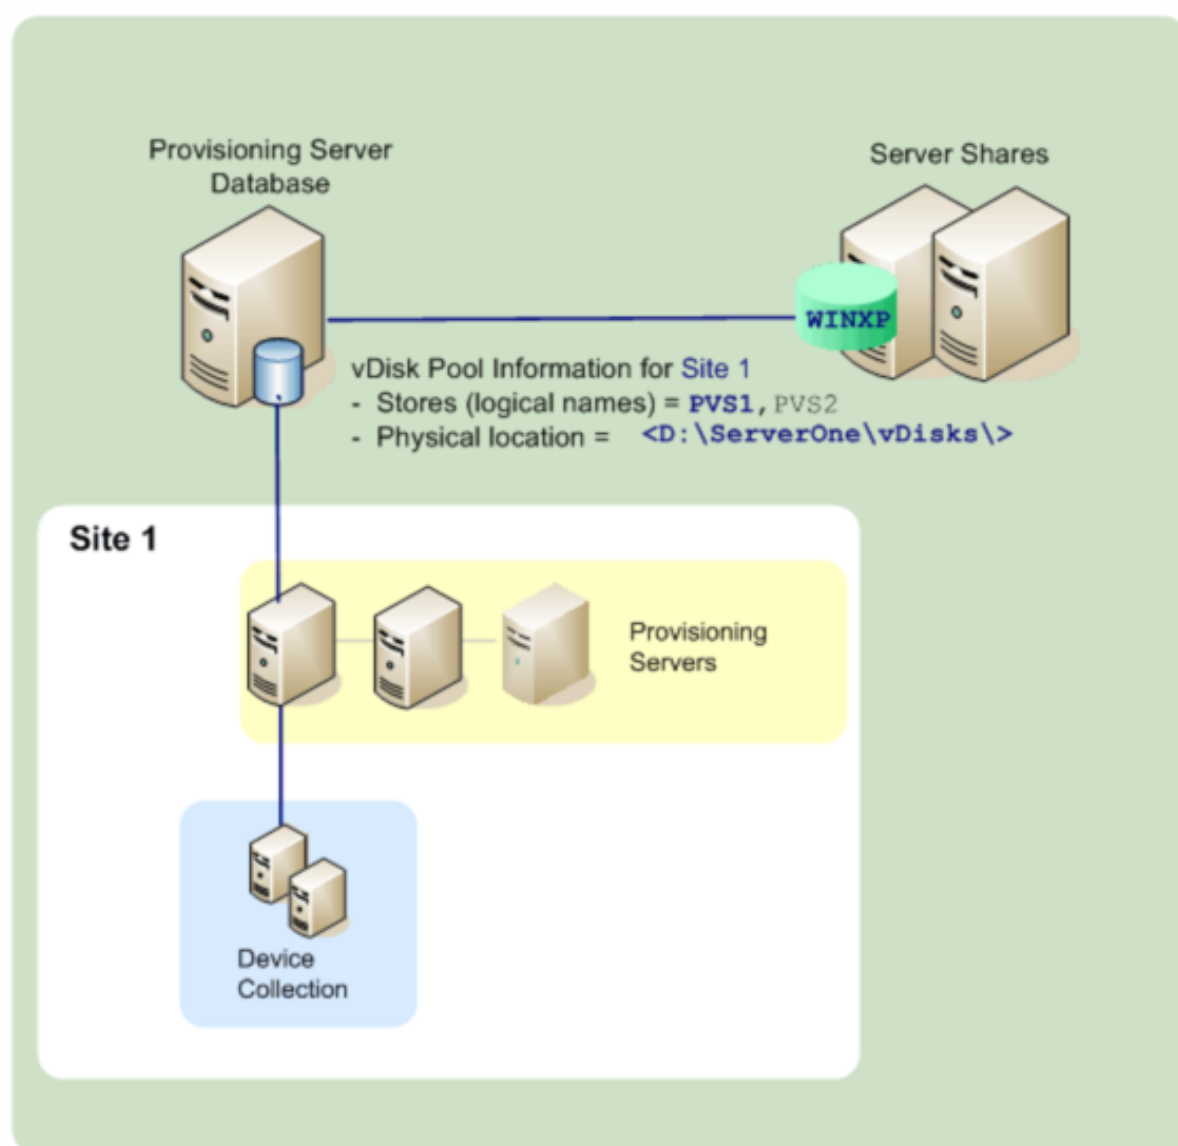 Provisioning Server
Database
Server Shares
WINXP
vDisk Pool Information for Site 1
- Stores (logical names) = PVS1, PVS2
- Physical location = <D:\ServerOne\vDisks\>
Site 1
Provisioning
Servers
Device
Collection